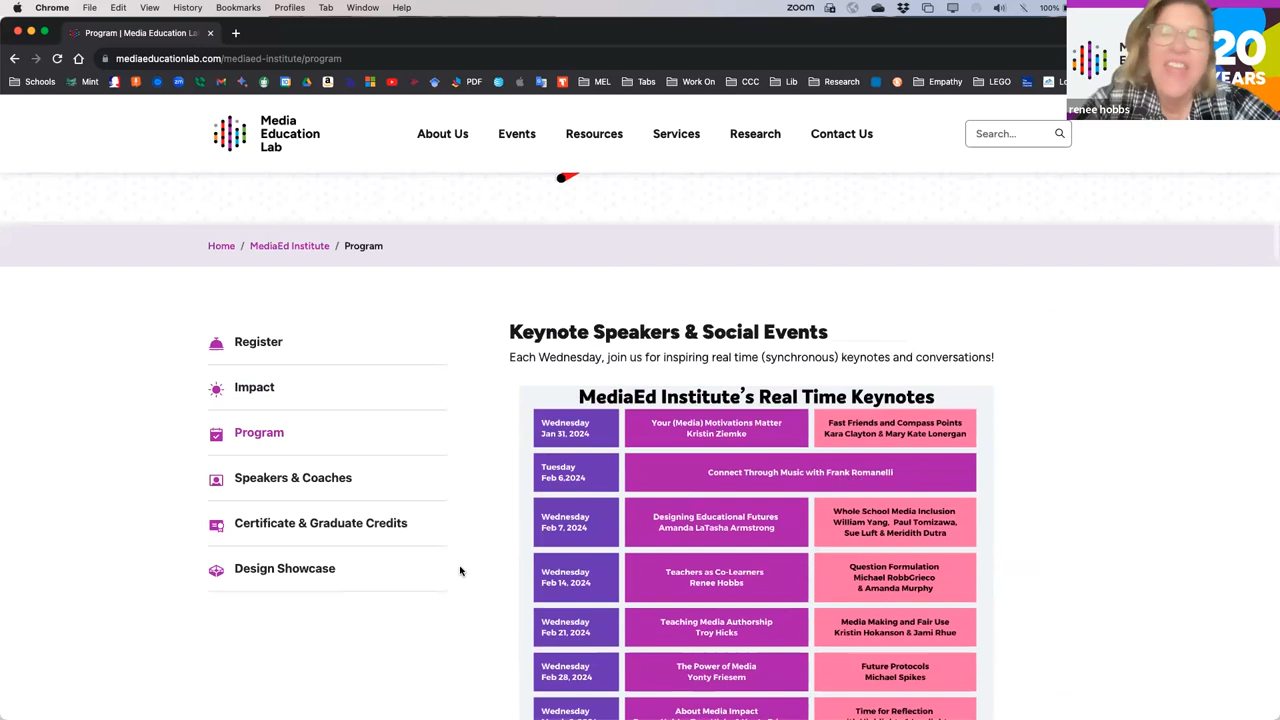 Chrome File Edit View History Bookmarks Profiles Tab Window Help zoom 100%
Program | Media Education La
mediaeducationlab.com/mediaed-institute/program
Schools Mint PDF MEL Tabs Work On CCC Lib Research Empathy LEGO
20
YEARS
renee hobbs
Media
Education
Lab
About Us Events Resources Services Research Contact Us Search...
Home / MediaEd Institute / Program
Register
Impact
Program
Speakers & Coaches
Certificate & Graduate Credits
Design Showcase
Keynote Speakers & Social Events
Each Wednesday, join us for inspiring real time (synchronous) keynotes and conversations!
MediaEd Institute's Real Time Keynotes
Wednesday
Jan 31, 2024
Your (Media) Motivations Matter
Kristin Ziemke
Fast Friends and Compass Points
Kara Clayton & Mary Kate Lonergan
Tuesday
Feb 6,2024
Connect Through Music with Frank Romanelli
Wednesday
Feb 7, 2024
Designing Educational Futures
Amanda LaTasha Armstrong
Whole School Media Inclusion
William Yang, Paul Tomizawa,
Sue Luft & Meridith Dutra
Wednesday
Feb 14, 2024
Teachers as Co-Learners
Renee Hobbs
Question Formulation
Michael RobbGrieco
& Amanda Murphy
Wednesday
Feb 21, 2024
Teaching Media Authorship
Troy Hicks
Media Making and Fair Use
Kristin Hokanson & Jami Rhue
Wednesday
Feb 28, 2024
The Power of Media
Yonty Friesem
Future Protocols
Michael Spikes
Wednesday
About Media Impact
Time for Reflection